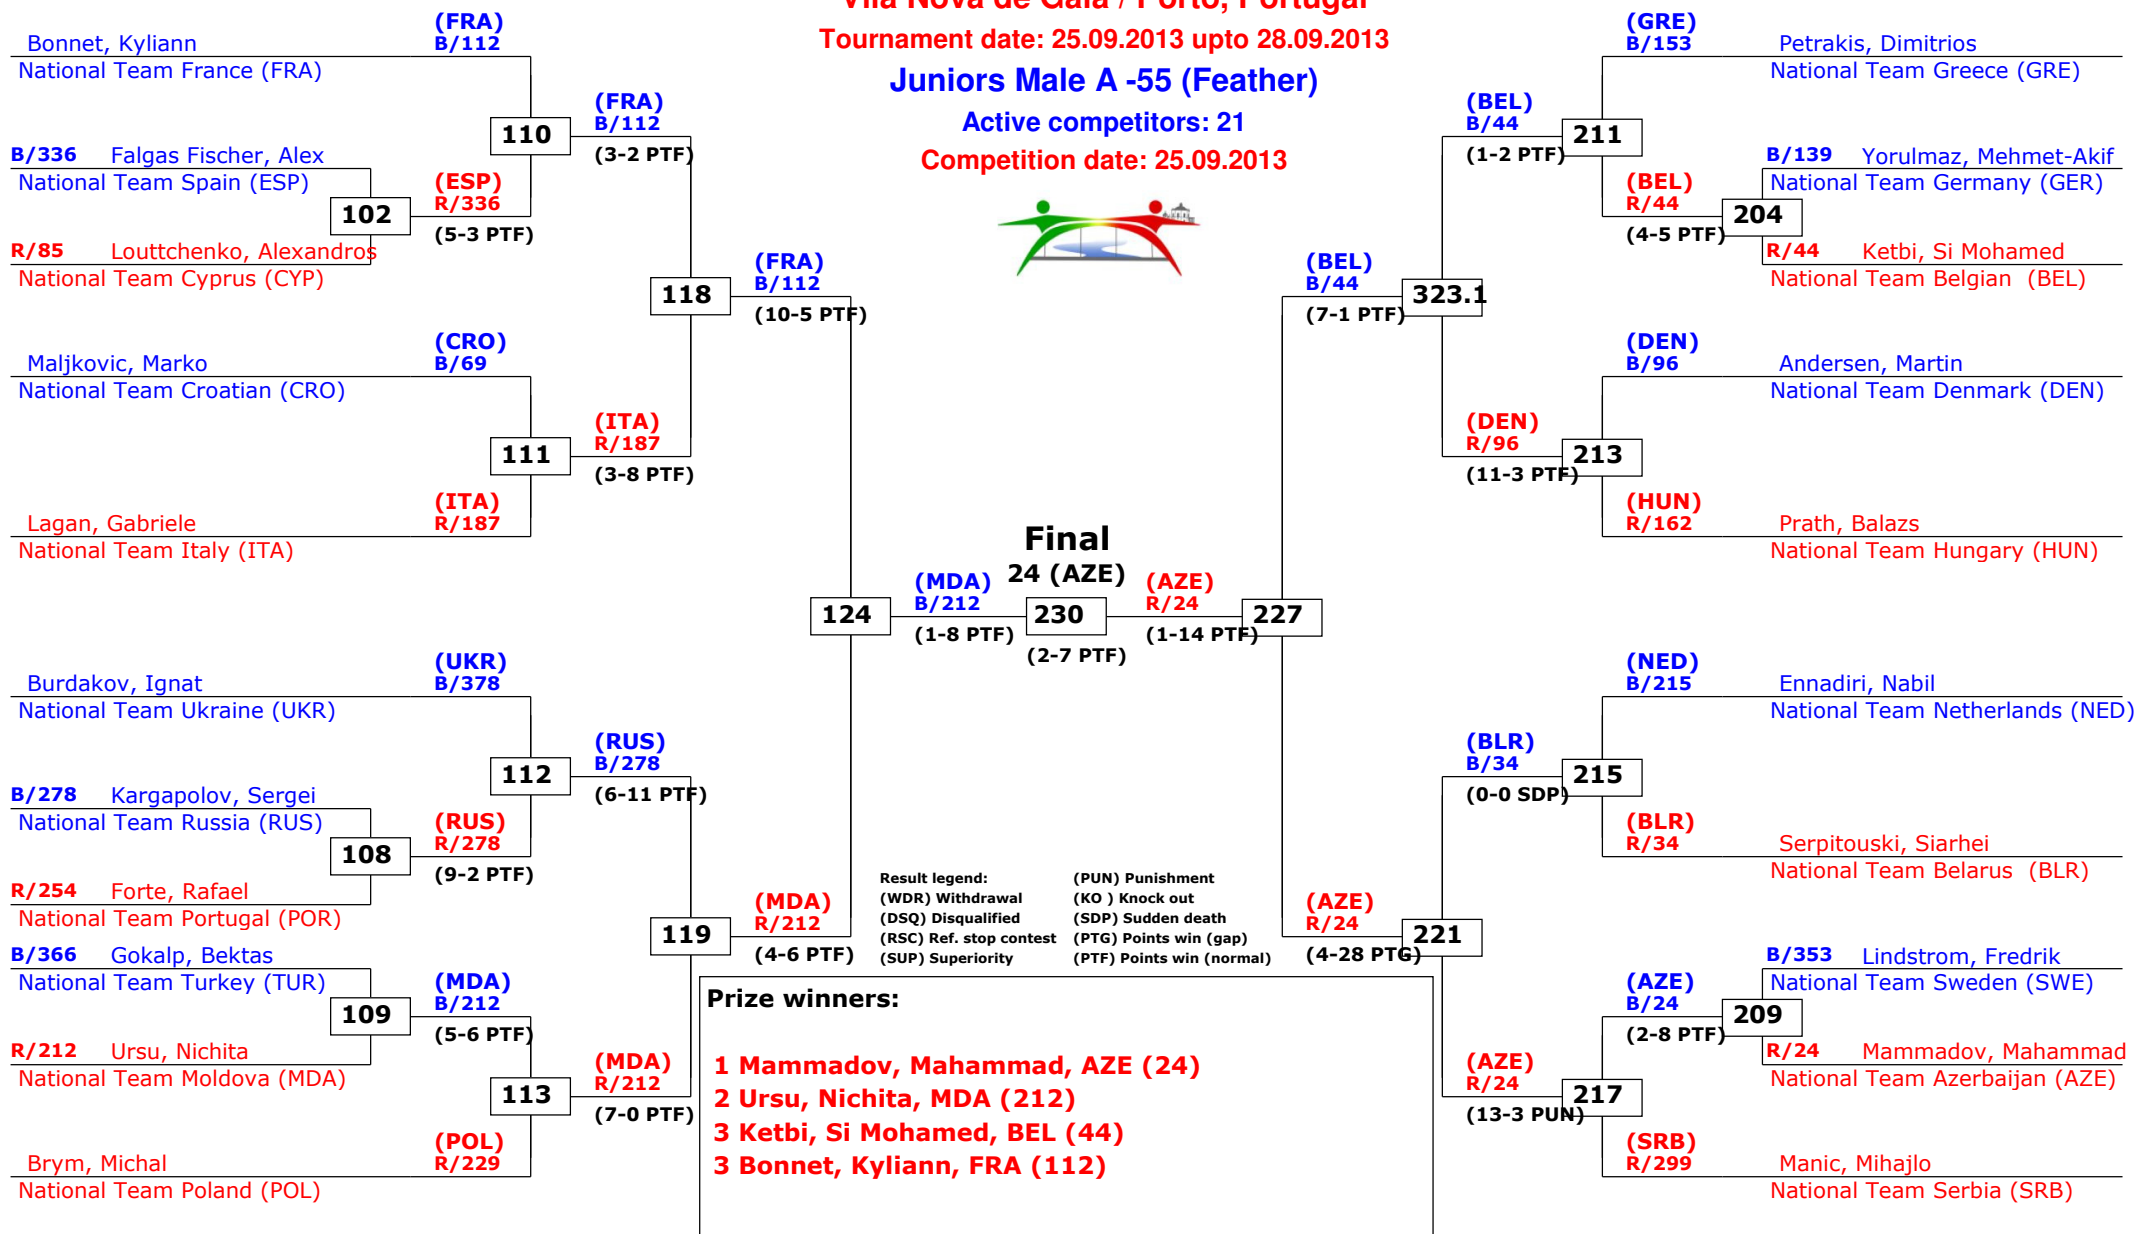 Vila Nova de Gaia / Porto, Portugal
Tournament date: 25.09.2013 upto 28.09.2013
Juniors Male A -55 (Feather)
Active competitors: 21
Competition date: 25.09.2013
Bonnet, Kyliann
National Team France (FRA)
(FRA)
B/112
B/336 Falgas Fischer, Alex
National Team Spain (ESP)
102
R/85 Louttchenko, Alexandros
National Team Cyprus (CYP)
(ESP)
R/336
(5-3 PTF)
110
(FRA)
B/112
(3-2 PTF)
Maljkovic, Marko
National Team Croatian (CRO)
(CRO)
B/69
111
Lagan, Gabriele
National Team Italy (ITA)
(ITA)
R/187
(ITA)
R/187
(3-8 PTF)
118
(FRA)
B/112
(10-5 PTF)
Burdakov, Ignat
National Team Ukraine (UKR)
(UKR)
B/378
B/278 Kargapolov, Sergei
National Team Russia (RUS)
108
R/254 Forte, Rafael
National Team Portugal (POR)
(RUS)
R/278
(9-2 PTF)
112
(RUS)
B/278
(6-11 PTF)
B/366 Gokalp, Bektas
National Team Turkey (TUR)
109
R/212 Ursu, Nichita
National Team Moldova (MDA)
(MDA)
B/212
(5-6 PTF)
113
Brym, Michal
National Team Poland (POL)
(POL)
R/229
(MDA)
R/212
(7-0 PTF)
119
(MDA)
R/212
(4-6 PTF)
124
(MDA)
B/212
(1-8 PTF)
Final
24 (AZE)
230
(2-7 PTF)
(AZE)
R/24
(1-14 PTF)
227
(BEL)
B/44
(7-1 PTF)
323.1
(BEL)
B/44
(1-2 PTF)
211
(GRE)
B/153
Petrakis, Dimitrios
National Team Greece (GRE)
B/139 Yorulmaz, Mehmet-Akif
National Team Germany (GER)
(BEL)
R/44
(4-5 PTF)
204
R/44 Ketbi, Si Mohamed
National Team Belgian (BEL)
(DEN)
B/96
Andersen, Martin
National Team Denmark (DEN)
(DEN)
R/96
(11-3 PTF)
213
(HUN)
R/162
Prath, Balazs
National Team Hungary (HUN)
(NED)
B/215
Ennadiri, Nabil
National Team Netherlands (NED)
(BLR)
B/34
(0-0 SDP)
215
(BLR)
R/34
Serpitouski, Siarhei
National Team Belarus (BLR)
(AZE)
R/24
(4-28 PTG)
221
B/353 Lindstrom, Fredrik
National Team Sweden (SWE)
(AZE)
B/24
(2-8 PTF)
209
R/24 Mammadov, Mahammad
National Team Azerbaijan (AZE)
(AZE)
R/24
(13-3 PUN)
217
(SRB)
R/299
Manic, Mihajlo
National Team Serbia (SRB)
Result legend: (PUN) Punishment
(WDR) Withdrawal (KO ) Knock out
(DSQ) Disqualified (SDP) Sudden death
(RSC) Ref. stop contest (PTG) Points win (gap)
(SUP) Superiority (PTF) Points win (normal)
Prize winners:
1 Mammadov, Mahammad, AZE (24)
2 Ursu, Nichita, MDA (212)
3 Ketbi, Si Mohamed, BEL (44)
3 Bonnet, Kyliann, FRA (112)